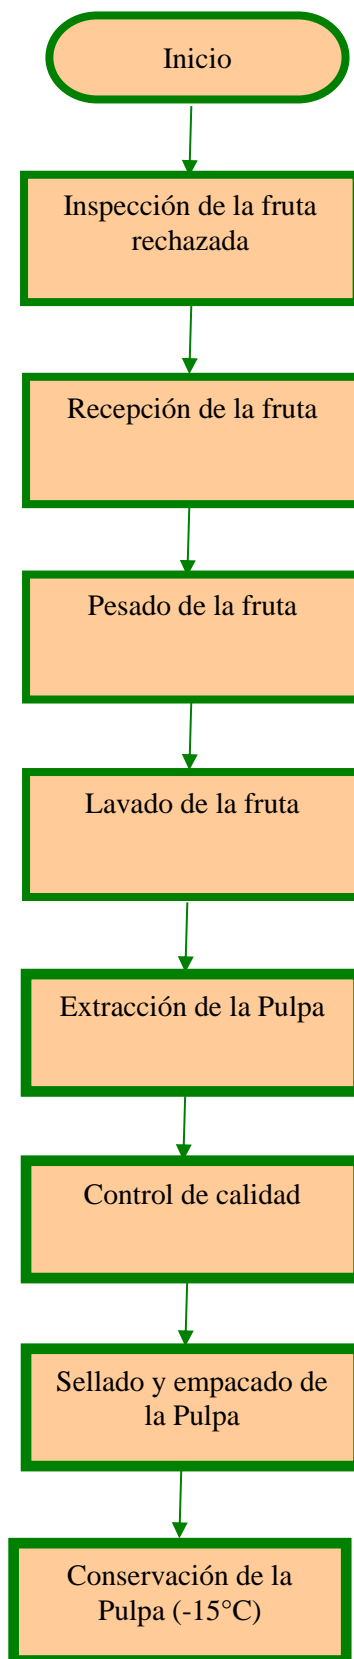 Inicio
Inspección de la fruta
rechazada
Recepción de la fruta
Pesado de la fruta
Lavado de la fruta
Extracción de la Pulpa
Control de calidad
Sellado y empacado de
la Pulpa
Conservación de la
Pulpa (-15°C)